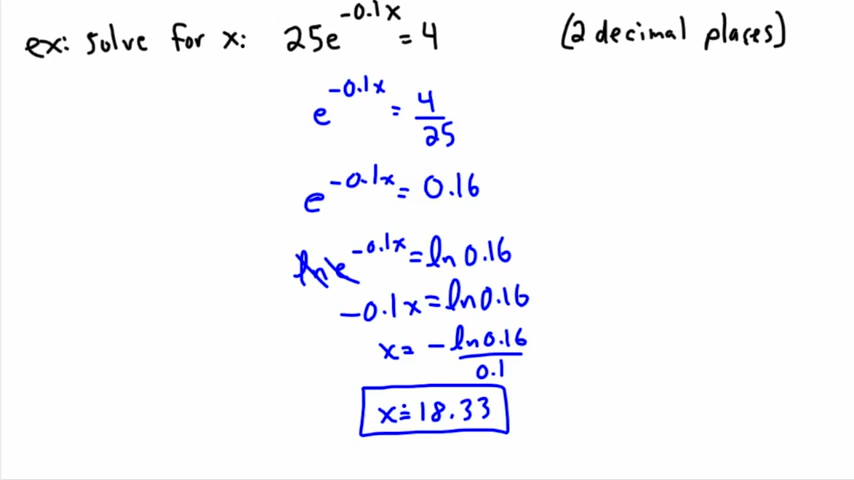 ex: solve for x: 25e^-0.1x = 4 (2 decimal places)
e^-0.1x = 4/25
e^-0.1x = 0.16
ln e^-0.1x = ln 0.16
-0.1x = ln 0.16
x = - ln 0.16/0.1
x ≐ 18.33